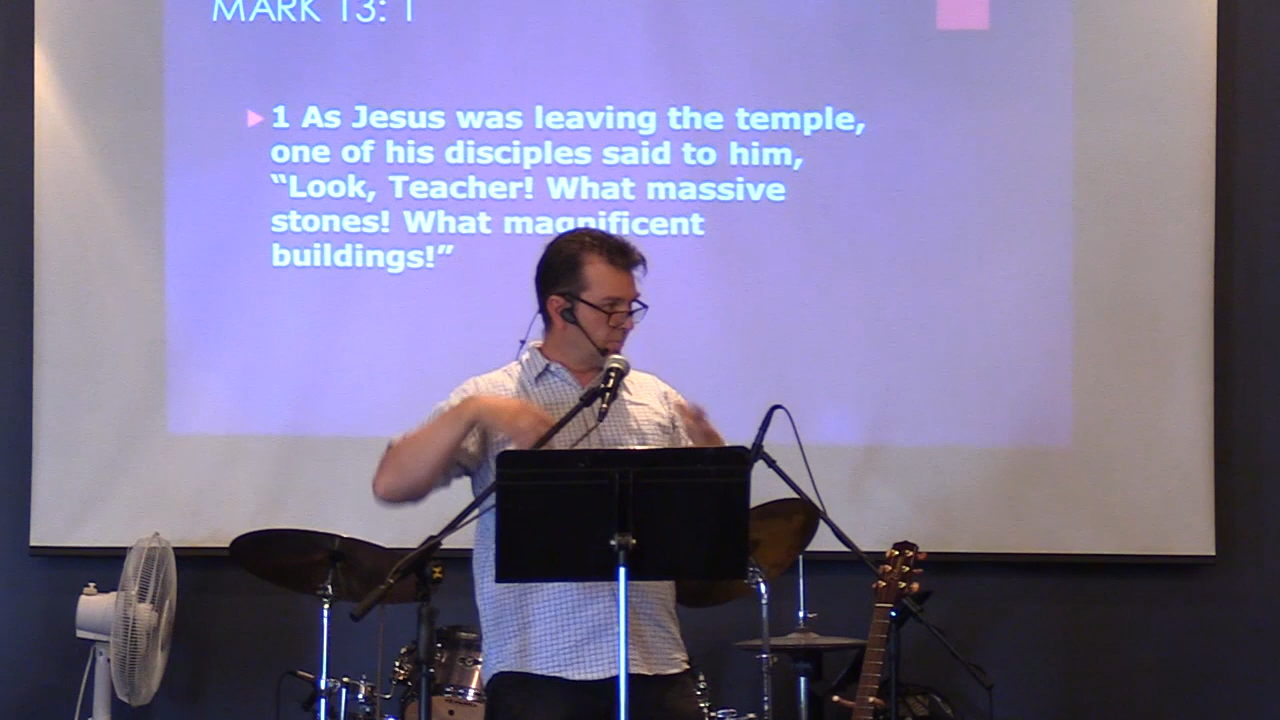 MARK 13: 1
1 As Jesus was leaving the temple,
one of his disciples said to him,
“Look, Teacher! What massive
stones! What magnificent
buildings!”